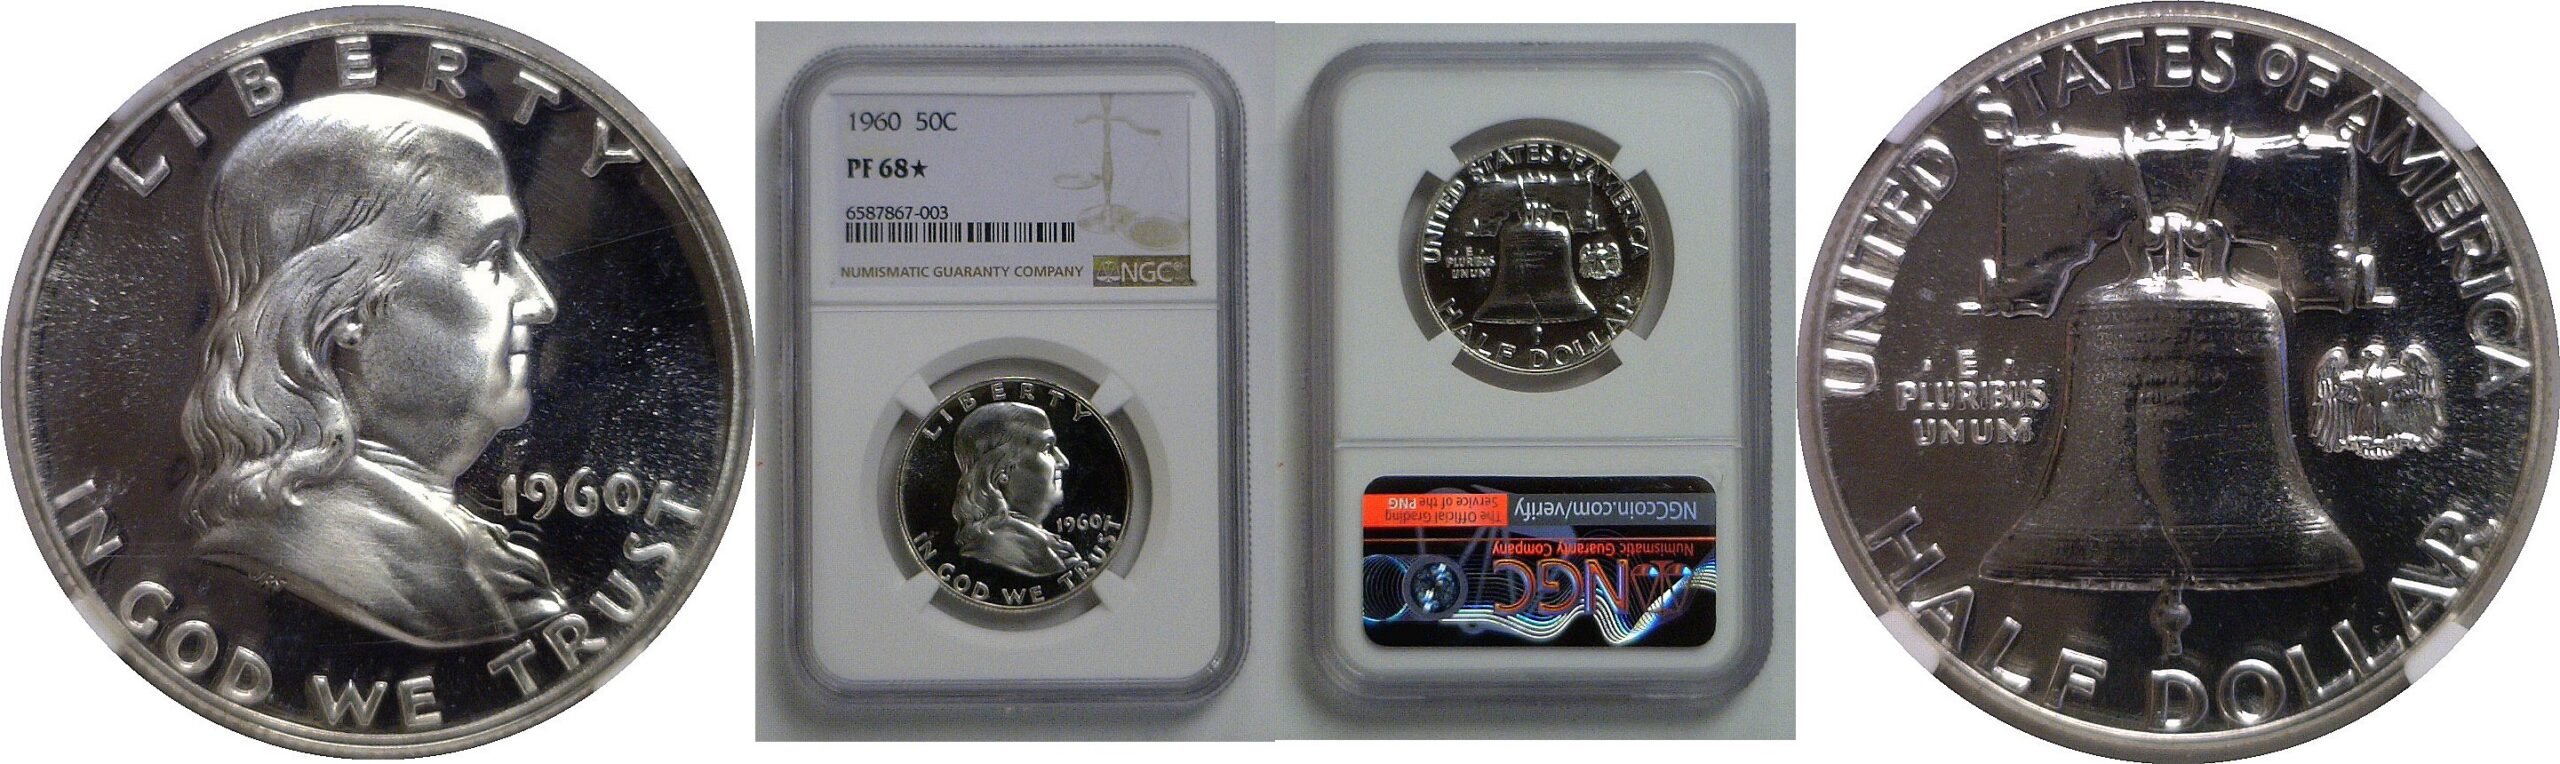 LIBERTY
1960
IN GOD WE TRUST
JRS
1960 50C
PF 68★
6587867-003
NUMISMATIC GUARANTY COMPANY
NGC
LIBERTY
1960
IN GOD WE TRUST
UNITED STATES OF AMERICA
E
PLURIBUS
UNUM
HALF DOLLAR
NGCcoin.com/verify
The Official Grading
Service of the PNG
Numismatic Guaranty Company
NGC
UNITED STATES OF AMERICA
· E ·
PLURIBUS
UNUM
HALF DOLLAR